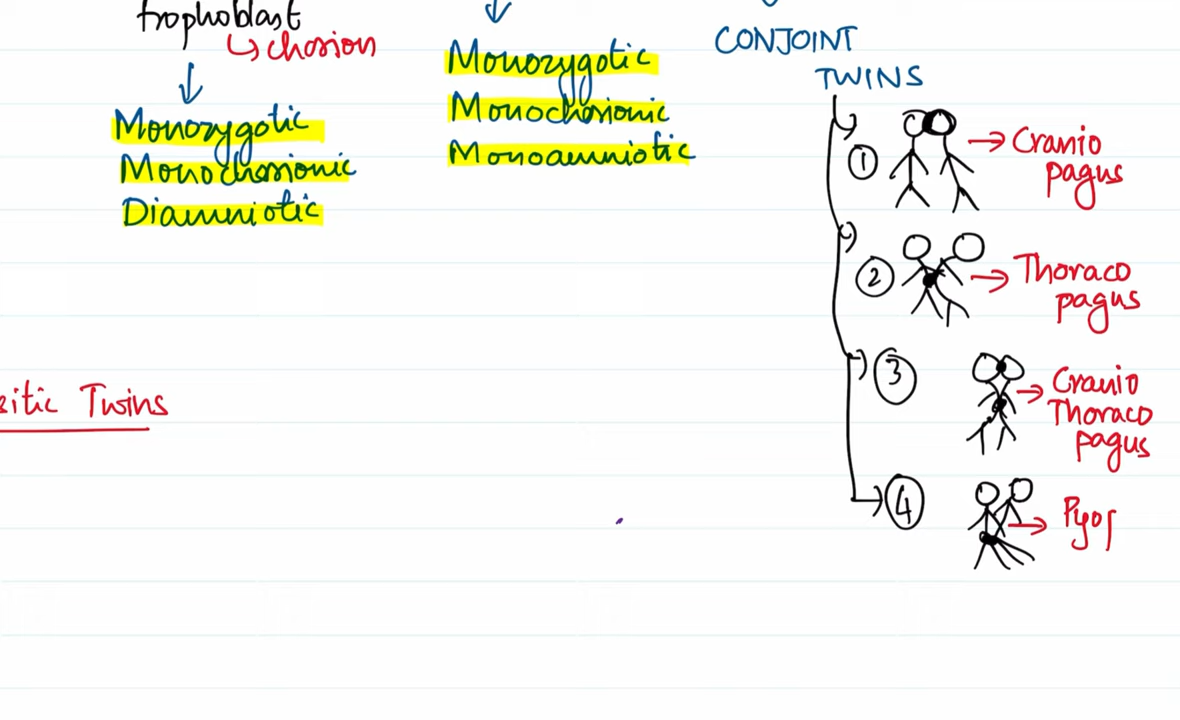 trophoblast
↳ chorion
Monozygotic
Monochorionic
Diamniotic
Monozygotic
Monochorionic
Monoamniotic
CONJOINT
TWINS
① → Cranio
pagus
② → Thoraco
pagus
③ → Cranio
Thoraco
pagus
④ →
sitic Twins